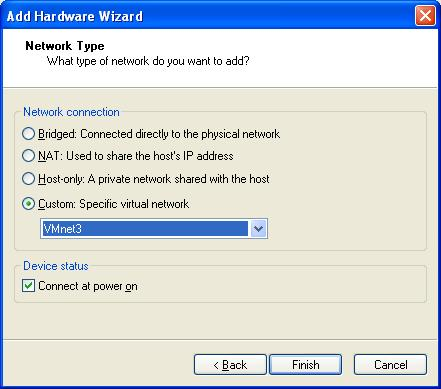 Add Hardware Wizard
Network Type
What type of network do you want to add?
Network connection
Bridged: Connected directly to the physical network
NAT: Used to share the host's IP address
Host-only: A private network shared with the host
Custom: Specific virtual network
VMnet3
Device status
Connect at power on
< Back Finish Cancel